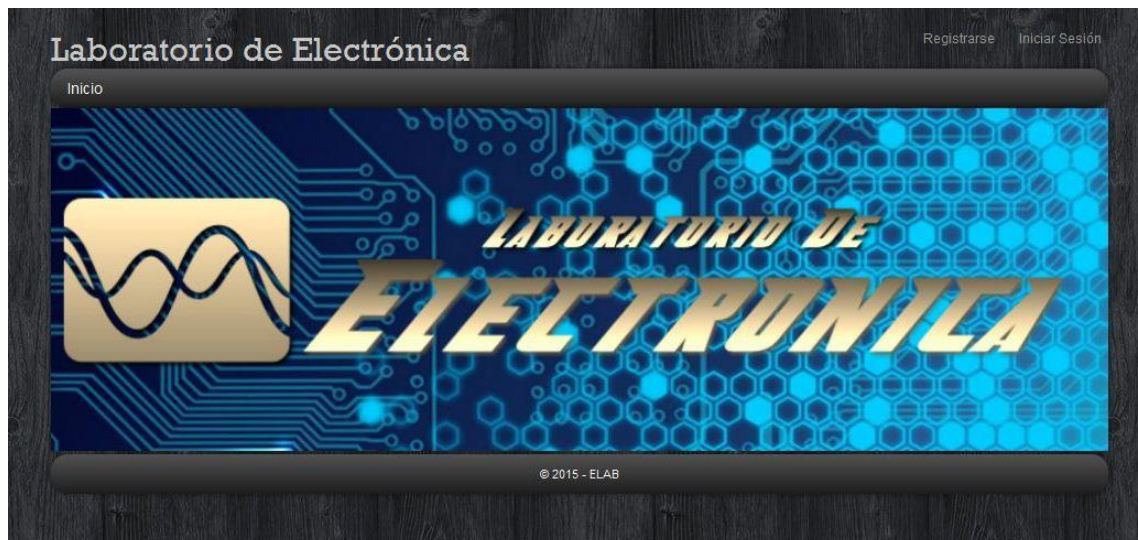 Laboratorio de Electrónica
Registrarse Iniciar Sesión
Inicio
LABORATORIO DE
ELECTRONICA
© 2015 - ELAB